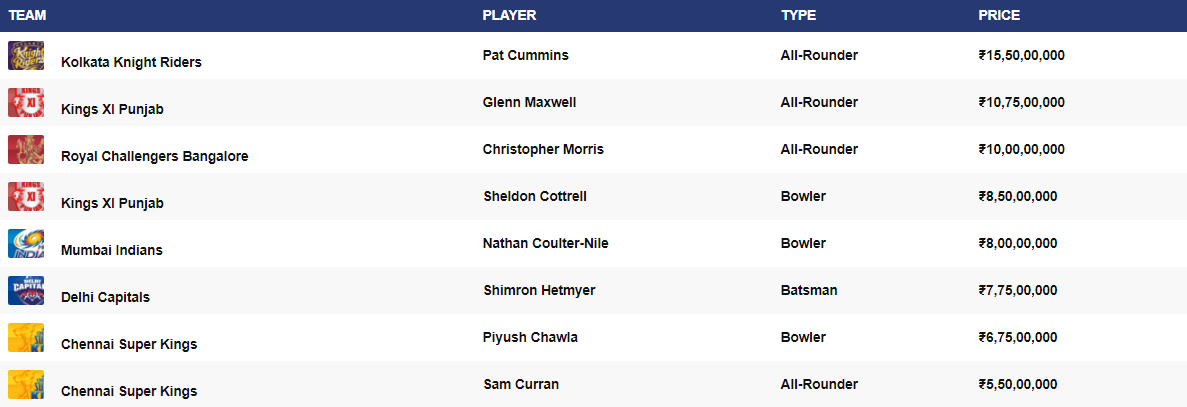 TEAM PLAYER TYPE PRICE
Kolkata Knight Riders Pat Cummins All-Rounder ₹15,50,00,000
Kings XI Punjab Glenn Maxwell All-Rounder ₹10,75,00,000
Royal Challengers Bangalore Christopher Morris All-Rounder ₹10,00,00,000
Kings XI Punjab Sheldon Cottrell Bowler ₹8,50,00,000
Mumbai Indians Nathan Coulter-Nile Bowler ₹8,00,00,000
Delhi Capitals Shimron Hetmyer Batsman ₹7,75,00,000
Chennai Super Kings Piyush Chawla Bowler ₹6,75,00,000
Chennai Super Kings Sam Curran All-Rounder ₹5,50,00,000